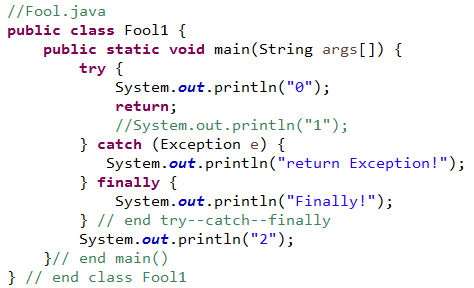 //Fool.java
public class Fool1 {
    public static void main(String args[]) {
        try {
            System.out.println("0");
            return;
            //System.out.println("1");
        } catch (Exception e) {
           System.out.println("return Exception!");
        } finally {
            System.out.println("Finally!");
        } // end try--catch--finally
        System.out.println("2");
    }// end main()
} // end class Fool1